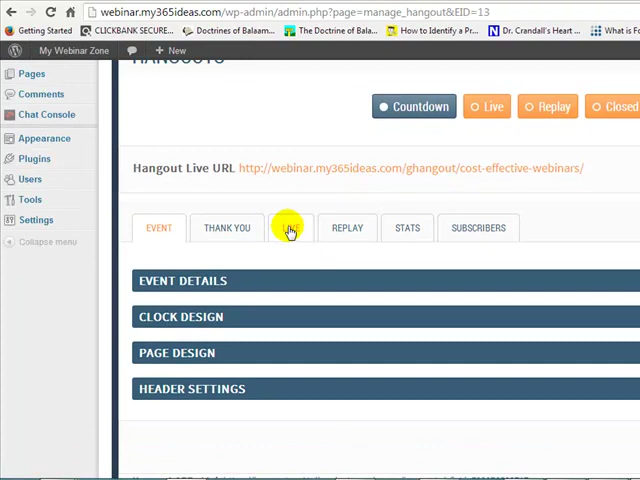 webinar.my365ideas.com/wp-admin/admin.php?page=manage_hangout&EID=13
Getting Started CLICKBANK SECURE... Doctrines of Balaam... The Doctrine of Bala... How to Identify a Pr... Dr. Crandall's Heart ... What is Fo
My Webinar Zone + New
HANGOUTS
Pages
Comments
Chat Console
Appearance
Plugins
Users
Tools
Settings
Collapse menu
Countdown Live Replay Closed
Hangout Live URL http://webinar.my365ideas.com/ghangout/cost-effective-webinars/
EVENT THANK YOU LIVE REPLAY STATS SUBSCRIBERS
EVENT DETAILS
CLOCK DESIGN
PAGE DESIGN
HEADER SETTINGS